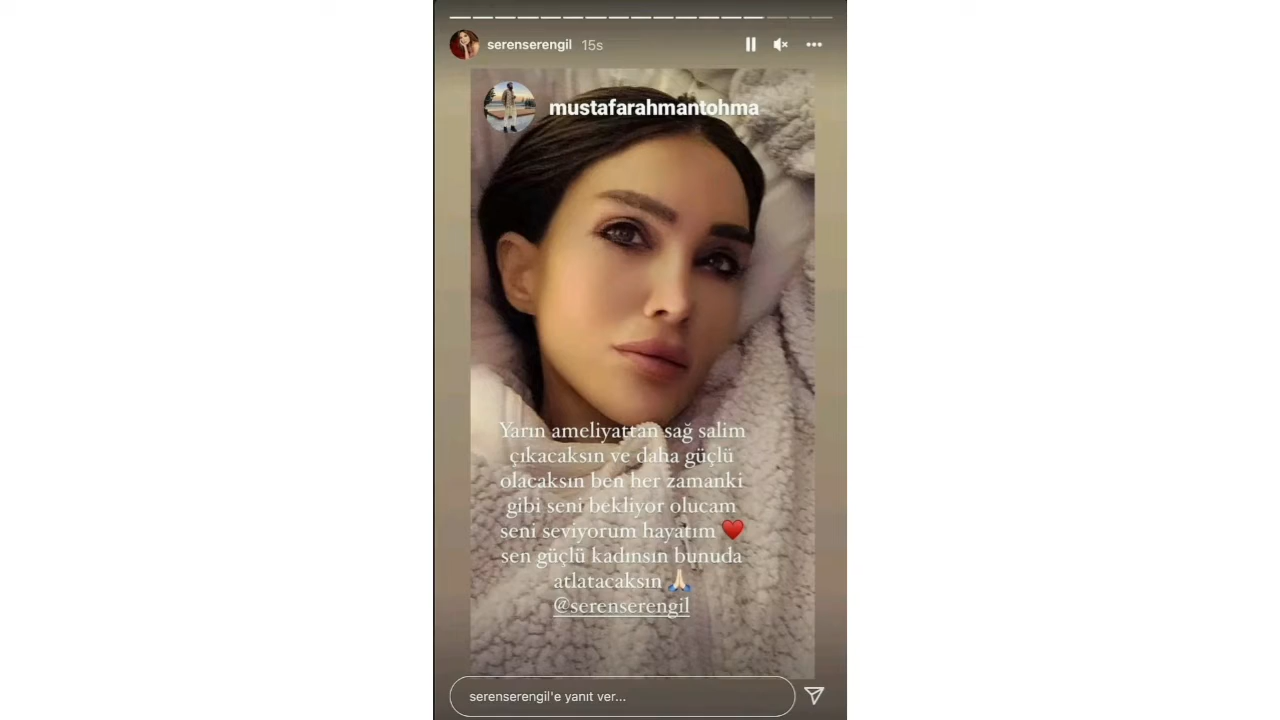 serenserengil 15s
mustafarahmantohma
Yarın ameliyattan sağ salim
çıkacaksın ve daha güçlü
olacaksın ben her zamanki
gibi seni bekliyor olucam
seni seviyorum hayatım ❤️
sen güçlü kadınsın bunuda
atlatacaksın 🙏🏻
@serenserengil
serenserengil'e yanıt ver...